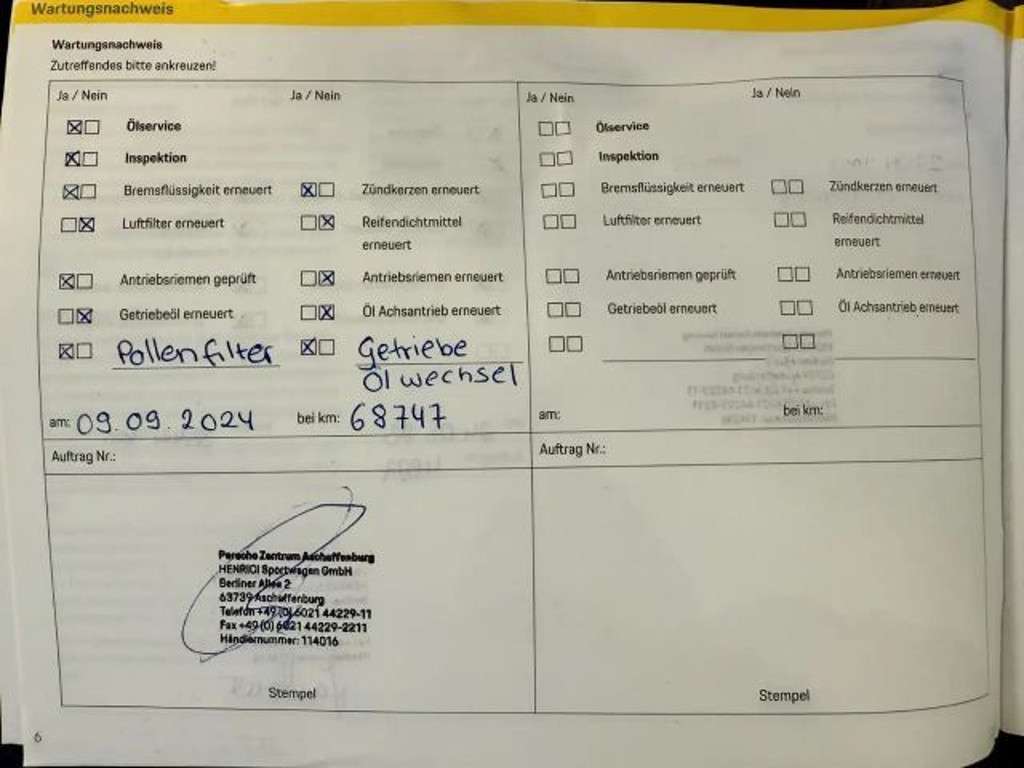 Wartungsnachweis
Wartungsnachweis
Zutreffendes bitte ankreuzen!
Ja / Nein Ja / Nein
Ölservice
Inspektion
Bremsflüssigkeit erneuert Zündkerzen erneuert
Luftfilter erneuert Reifendichtmittel
erneuert
Antriebsriemen geprüft Antriebsriemen erneuert
Getriebeöl erneuert Öl Achsantrieb erneuert
Pollenfilter Getriebe
Ölwechsel
am: 09.09.2024 bei km: 68747
Auftrag Nr.:
Porsche Zentrum Aschaffenburg
HENRICI Sportwagen GmbH
Berliner Allee 2
63739 Aschaffenburg
Telefon +49 (0) 6021 44229-11
Fax +49 (0) 6021 44229-2211
Händlernummer: 114016
Stempel
Ja / Nein Ja / Nein
Ölservice
Inspektion
Bremsflüssigkeit erneuert Zündkerzen erneuert
Luftfilter erneuert Reifendichtmittel
erneuert
Antriebsriemen geprüft Antriebsriemen erneuert
Getriebeöl erneuert Öl Achsantrieb erneuert
am: bei km:
Auftrag Nr.:
Stempel
6